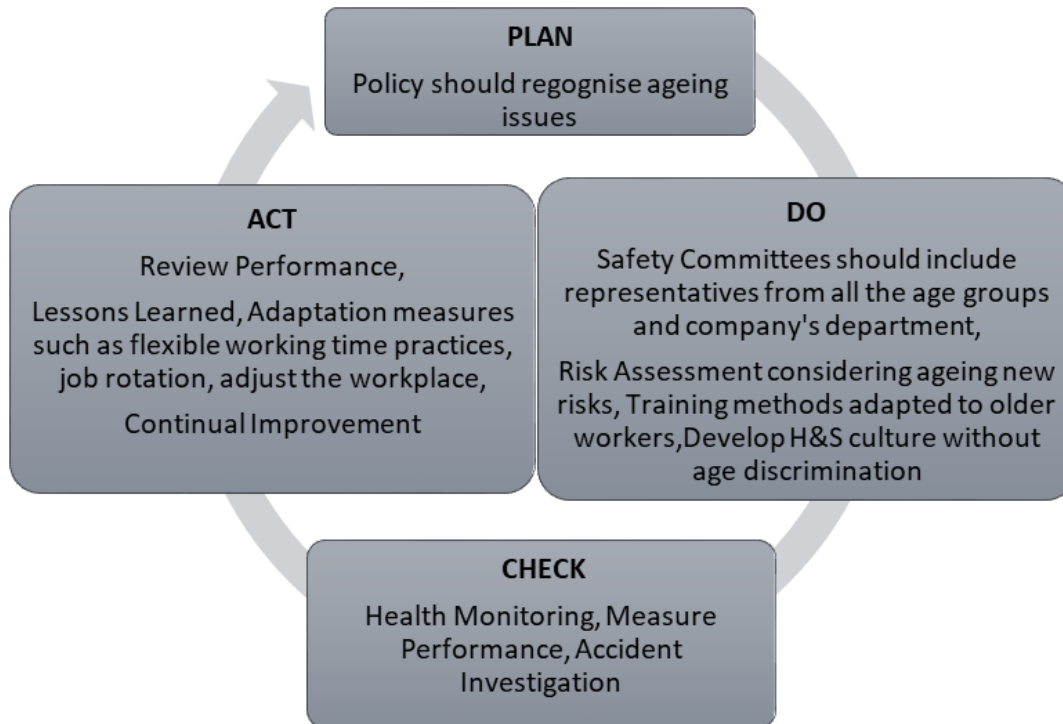 PLAN
Policy should regognise ageing
issues
DO
Safety Committees should include
representatives from all the age groups
and company's department,
Risk Assessment considering ageing new
risks, Training methods adapted to older
workers,Develop H&S culture without
age discrimination
CHECK
Health Monitoring, Measure
Performance, Accident
Investigation
ACT
Review Performance,
Lessons Learned, Adaptation measures
such as flexible working time practices,
job rotation, adjust the workplace,
Continual Improvement